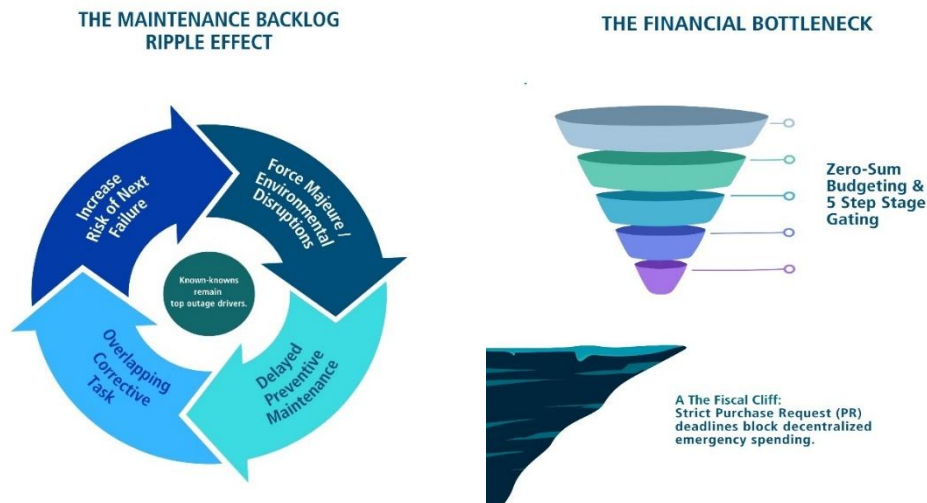 THE MAINTENANCE BACKLOG
RIPPLE EFFECT
Increase
Risk of Next
Failure
Force Majeure /
Environmental
Disruptions
Known-knowns
remain
top outage drivers.
Overlapping
Corrective
Task
Delayed
Preventive
Maintenance
THE FINANCIAL BOTTLENECK
Zero-Sum
Budgeting &
5 Step Stage
Gating
A The Fiscal Cliff:
Strict Purchase Request (PR)
deadlines block decentralized
emergency spending.